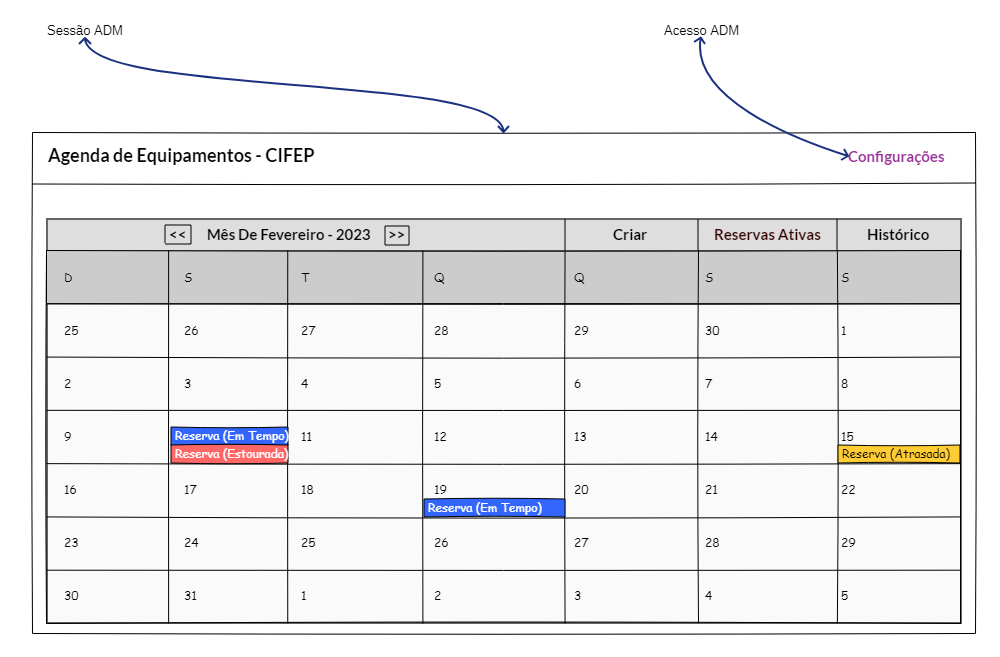 Sessão ADM
Acesso ADM
Agenda de Equipamentos - CIFEP
Configurações
<< Mês De Fevereiro - 2023 >> Criar Reservas Ativas Histórico
D S T Q Q S S
25 26 27 28 29 30 1
2 3 4 5 6 7 8
9 11 12 13 14 15
Reserva (Em Tempo)
Reserva (Estourada) Reserva (Atrasada)
16 17 18 19 20 21 22
Reserva (Em Tempo)
23 24 25 26 27 28 29
30 31 1 2 3 4 5